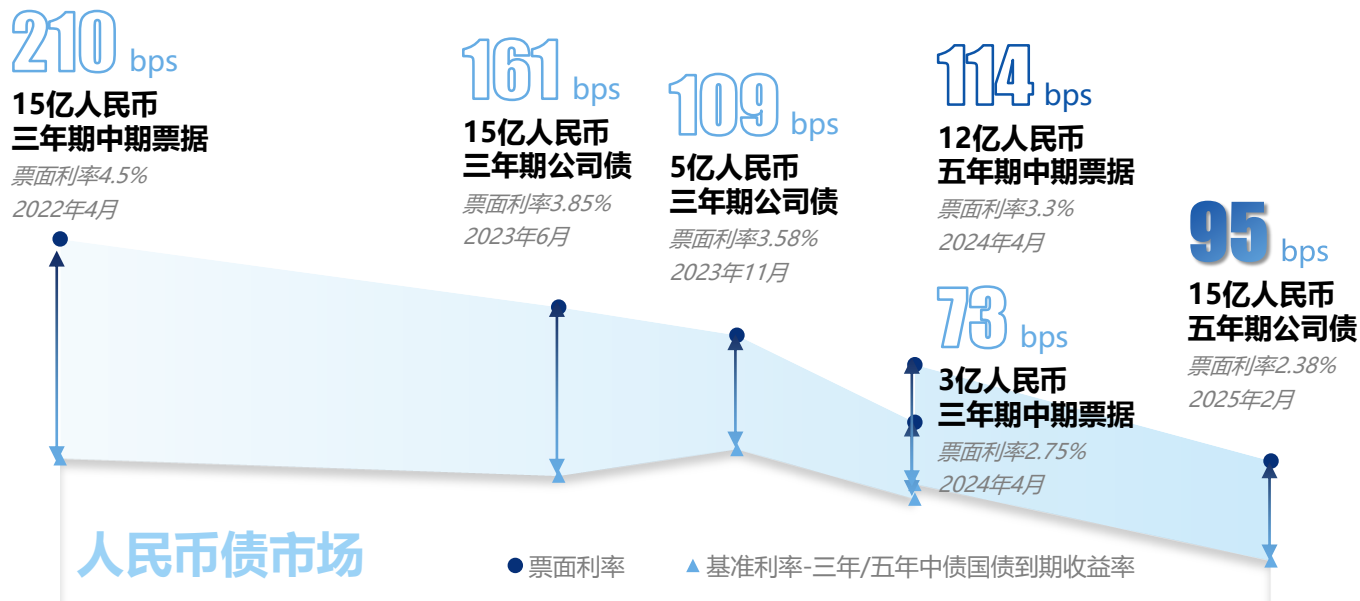 210 bps
15亿人民币
三年期中期票据
票面利率4.5%
2022年4月
161 bps
15亿人民币
三年期公司债
票面利率3.85%
2023年6月
109 bps
5亿人民币
三年期公司债
票面利率3.58%
2023年11月
114 bps
12亿人民币
五年期中期票据
票面利率3.3%
2024年4月
73 bps
3亿人民币
三年期中期票据
票面利率2.75%
2024年4月
95 bps
15亿人民币
五年期公司债
票面利率2.38%
2025年2月
人民币债市场
票面利率
基准利率-三年/五年中债国债到期收益率